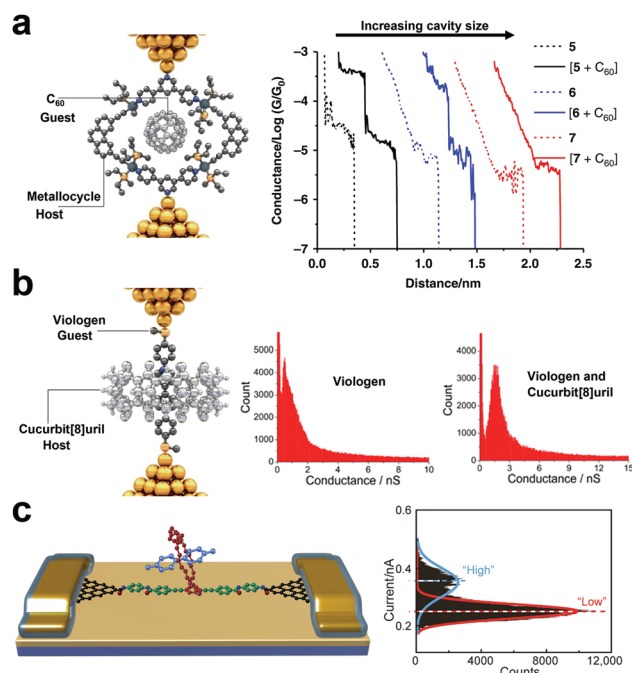 a
C60
Guest
Metallocycle
Host
Increasing cavity size
Conductance/Log (G/G0)
-3
-4
-5
-6
-7
0.0 0.5 1.0 1.5 2.0 2.5
Distance/nm
5
[5 + C60]
6
[6 + C60]
7
[7 + C60]
b
Viologen
Guest
Cucurbit[8]uril
Host
Count
5000
4000
3000
2000
1000
0
Viologen
0 2 4 6 8 10
Conductance / nS
Count
4000
3000
2000
1000
0
Viologen and
Cucurbit[8]uril
0 3 6 9 12 15
Conductance / nS
c
Current/nA
0.6
0.4
0.2
"High"
"Low"
0 4000 8000 12,000
Counts